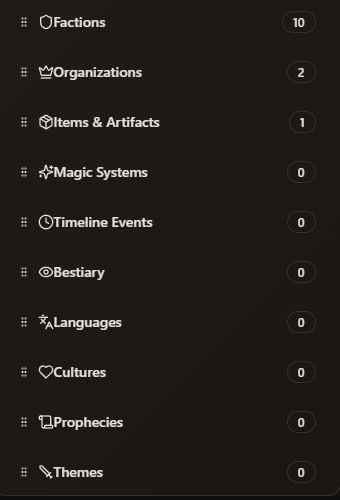 Factions 10
Organizations 2
Items & Artifacts 1
Magic Systems 0
Timeline Events 0
Bestiary 0
Languages 0
Cultures 0
Prophecies 0
Themes 0